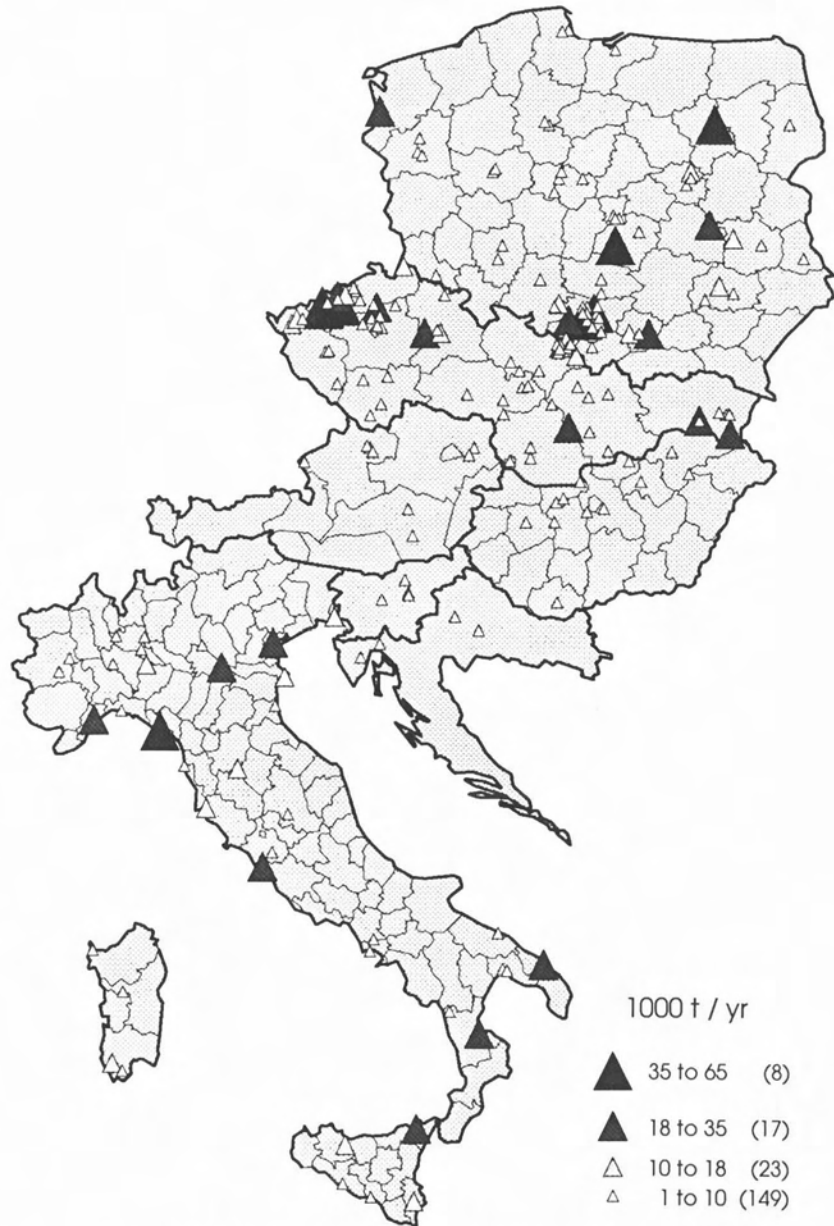 1000 t / yr
35 to 65 (8)
18 to 35 (17)
10 to 18 (23)
1 to 10 (149)